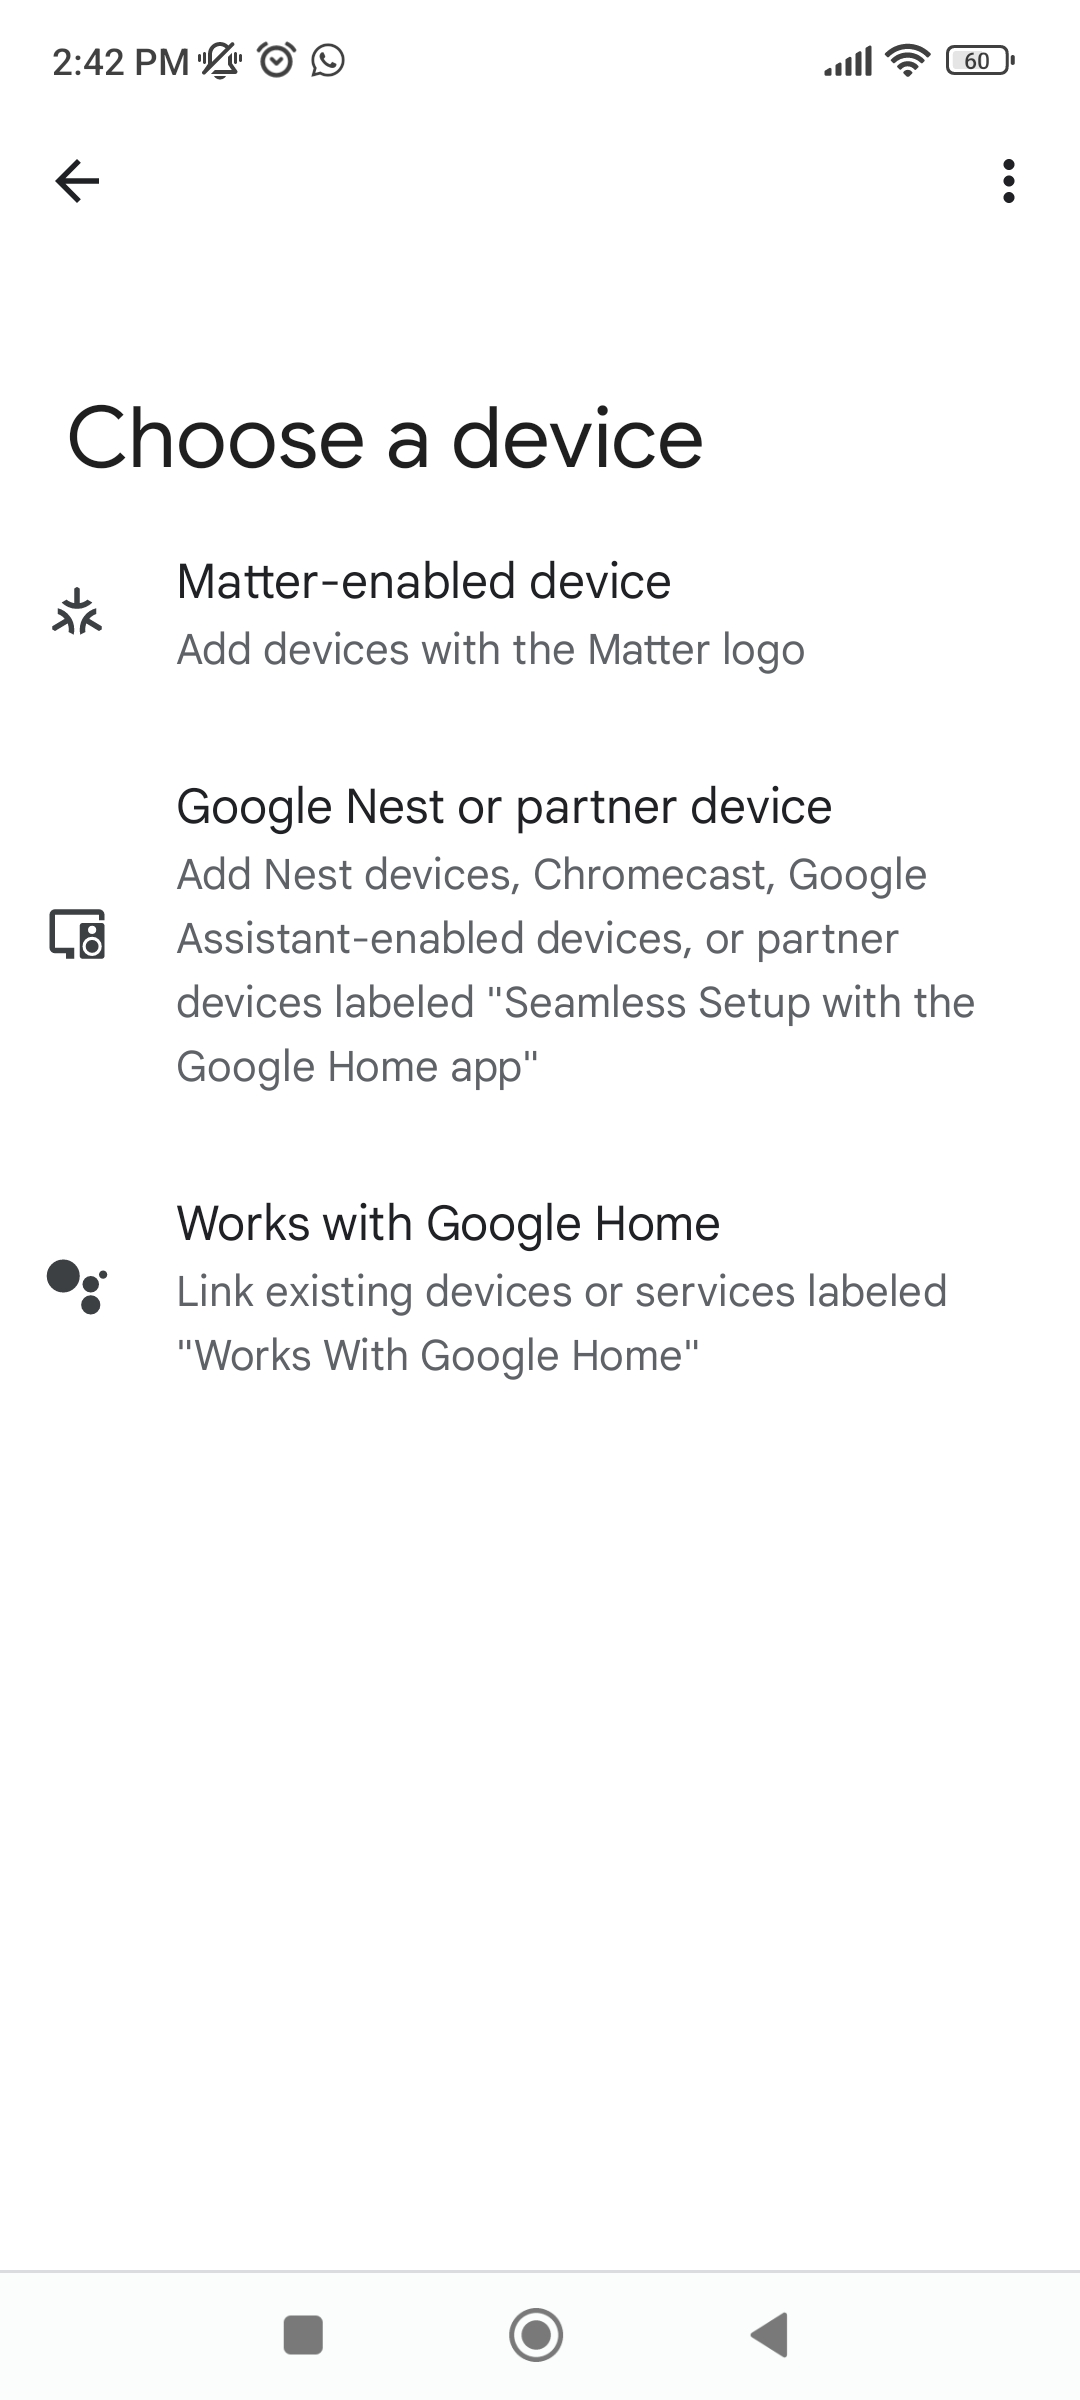 2:42 PM
60
Choose a device
Matter-enabled device
Add devices with the Matter logo
Google Nest or partner device
Add Nest devices, Chromecast, Google
Assistant-enabled devices, or partner
devices labeled "Seamless Setup with the
Google Home app"
Works with Google Home
Link existing devices or services labeled
"Works With Google Home"